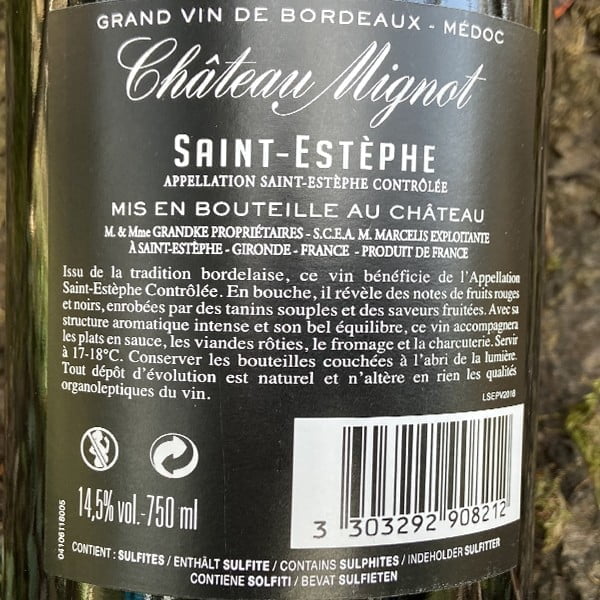 GRAND VIN DE BORDEAUX - MÉDOC
Château Mignot
SAINT-ESTÈPHE
APPELLATION SAINT-ESTÈPHE CONTRÔLÉE
MIS EN BOUTEILLE AU CHÂTEAU
M. & Mme GRANDKE PROPRIÉTAIRES - S.C.E.A. M. MARCELIS EXPLOITANTE
À SAINT-ESTÈPHE - GIRONDE - FRANCE - PRODUIT DE FRANCE
Issu de la tradition bordelaise, ce vin bénéficie de l'Appellation
Saint-Estèphe Contrôlée. En bouche, il révèle des notes de fruits rouges
et noirs, enrobées par des tanins souples et des saveurs fruitées. Avec sa
structure aromatique intense et son bel équilibre, ce vin accompagnera
les plats en sauce, les viandes rôties, le fromage et la charcuterie. Servir
à 17-18°C. Conserver les bouteilles couchées à l'abri de la lumière.
Tout dépôt d'évolution est naturel et n'altère en rien les qualités
organoleptiques du vin.
LSEPV2018
14,5% vol.-750 ml
3 303292 908212
04106118005
CONTIENT : SULFITES / ENTHÄLT SULFITE / CONTAINS SULPHITES / INDEHOLDER SULFITTER
CONTIENE SOLFITI / BEVAT SULFIETEN